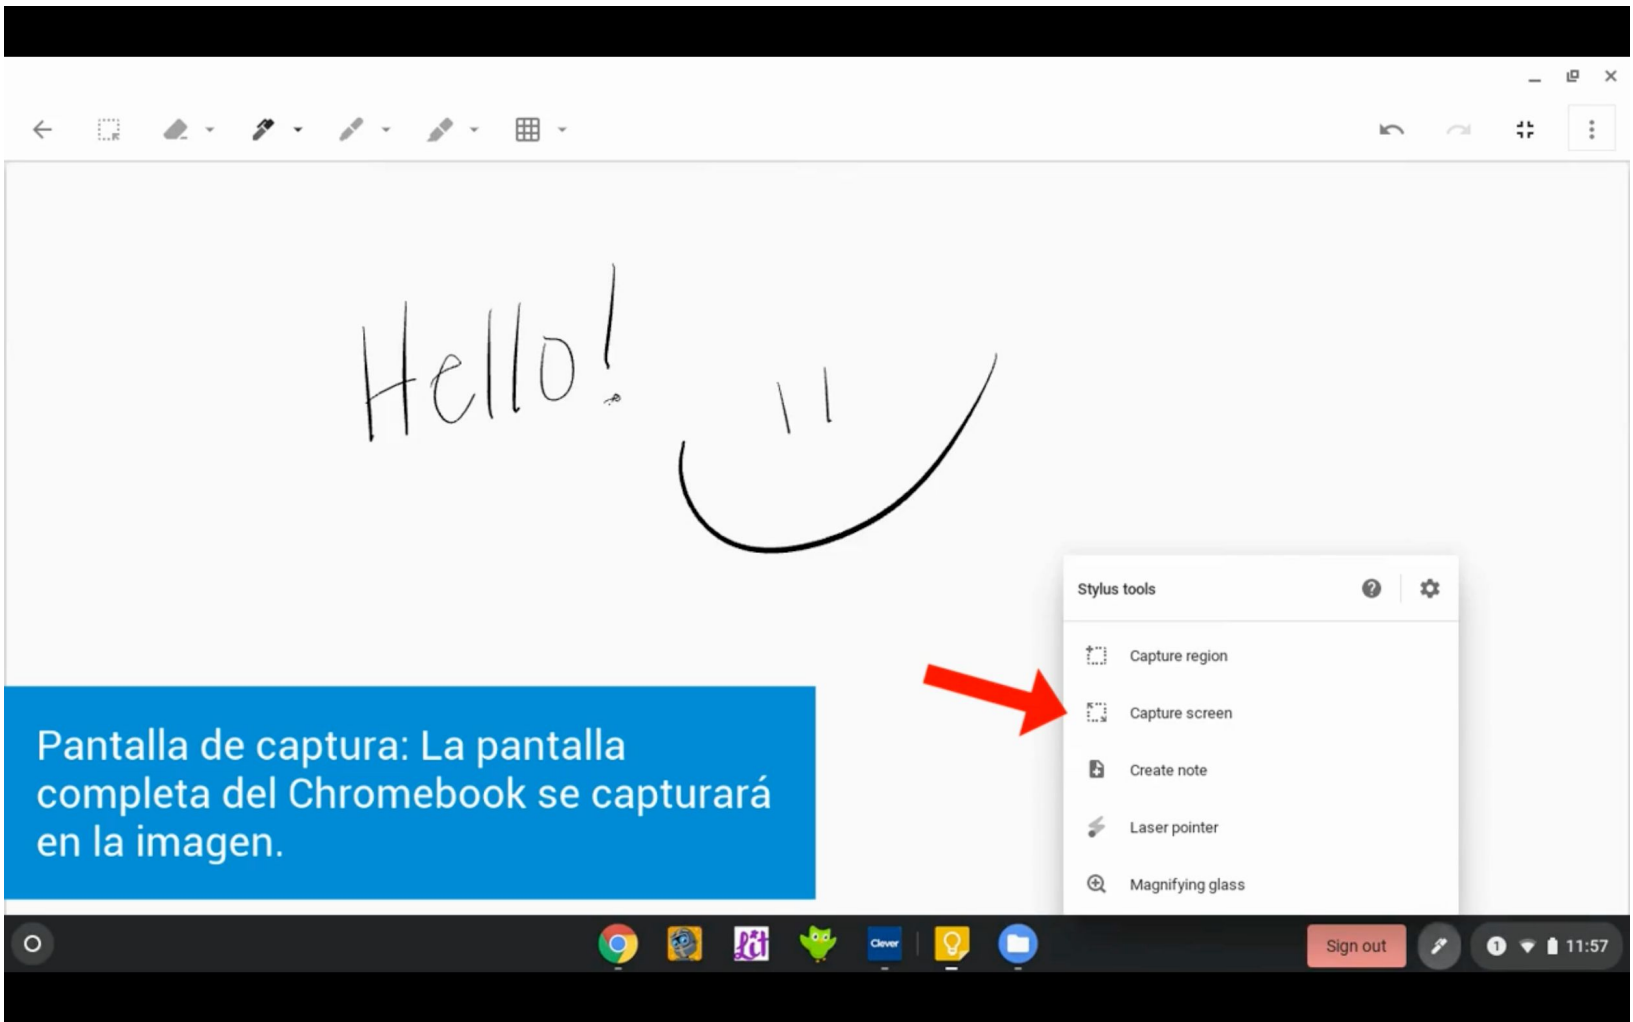 Hello!
Stylus tools
Capture region
Capture screen
Create note
Laser pointer
Magnifying glass
Pantalla de captura: La pantalla
completa del Chromebook se capturará
en la imagen.
Lit
Clever
Sign out
1
11:57